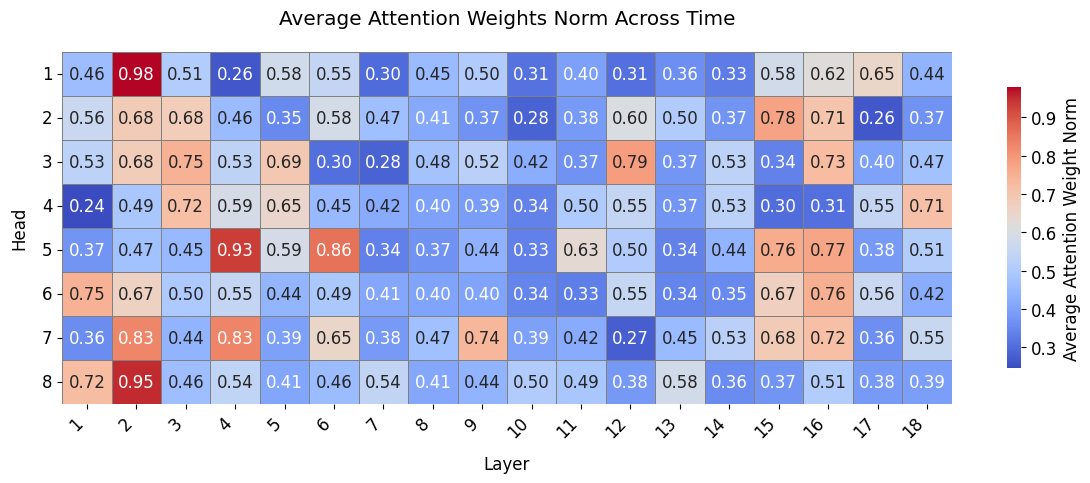 Average Attention Weights Norm Across Time
Head
1 0.46 0.98 0.51 0.26 0.58 0.55 0.30 0.45 0.50 0.31 0.40 0.31 0.36 0.33 0.58 0.62 0.65 0.44
2 0.56 0.68 0.68 0.46 0.35 0.58 0.47 0.41 0.37 0.28 0.38 0.60 0.50 0.37 0.78 0.71 0.26 0.37
3 0.53 0.68 0.75 0.53 0.69 0.30 0.28 0.48 0.52 0.42 0.37 0.79 0.37 0.53 0.34 0.73 0.40 0.47
4 0.24 0.49 0.72 0.59 0.65 0.45 0.42 0.40 0.39 0.34 0.50 0.55 0.37 0.53 0.30 0.31 0.55 0.71
5 0.37 0.47 0.45 0.93 0.59 0.86 0.34 0.37 0.44 0.33 0.63 0.50 0.34 0.44 0.76 0.77 0.38 0.51
6 0.75 0.67 0.50 0.55 0.44 0.49 0.41 0.40 0.40 0.34 0.33 0.55 0.34 0.35 0.67 0.76 0.56 0.42
7 0.36 0.83 0.44 0.83 0.39 0.65 0.38 0.47 0.74 0.39 0.42 0.27 0.45 0.53 0.68 0.72 0.36 0.55
8 0.72 0.95 0.46 0.54 0.41 0.46 0.54 0.41 0.44 0.50 0.49 0.38 0.58 0.36 0.37 0.51 0.38 0.39
1 2 3 4 5 6 7 8 9 10 11 12 13 14 15 16 17 18
Layer
0.9
0.8
0.7
0.6
0.5
0.4
0.3
Average Attention Weight Norm